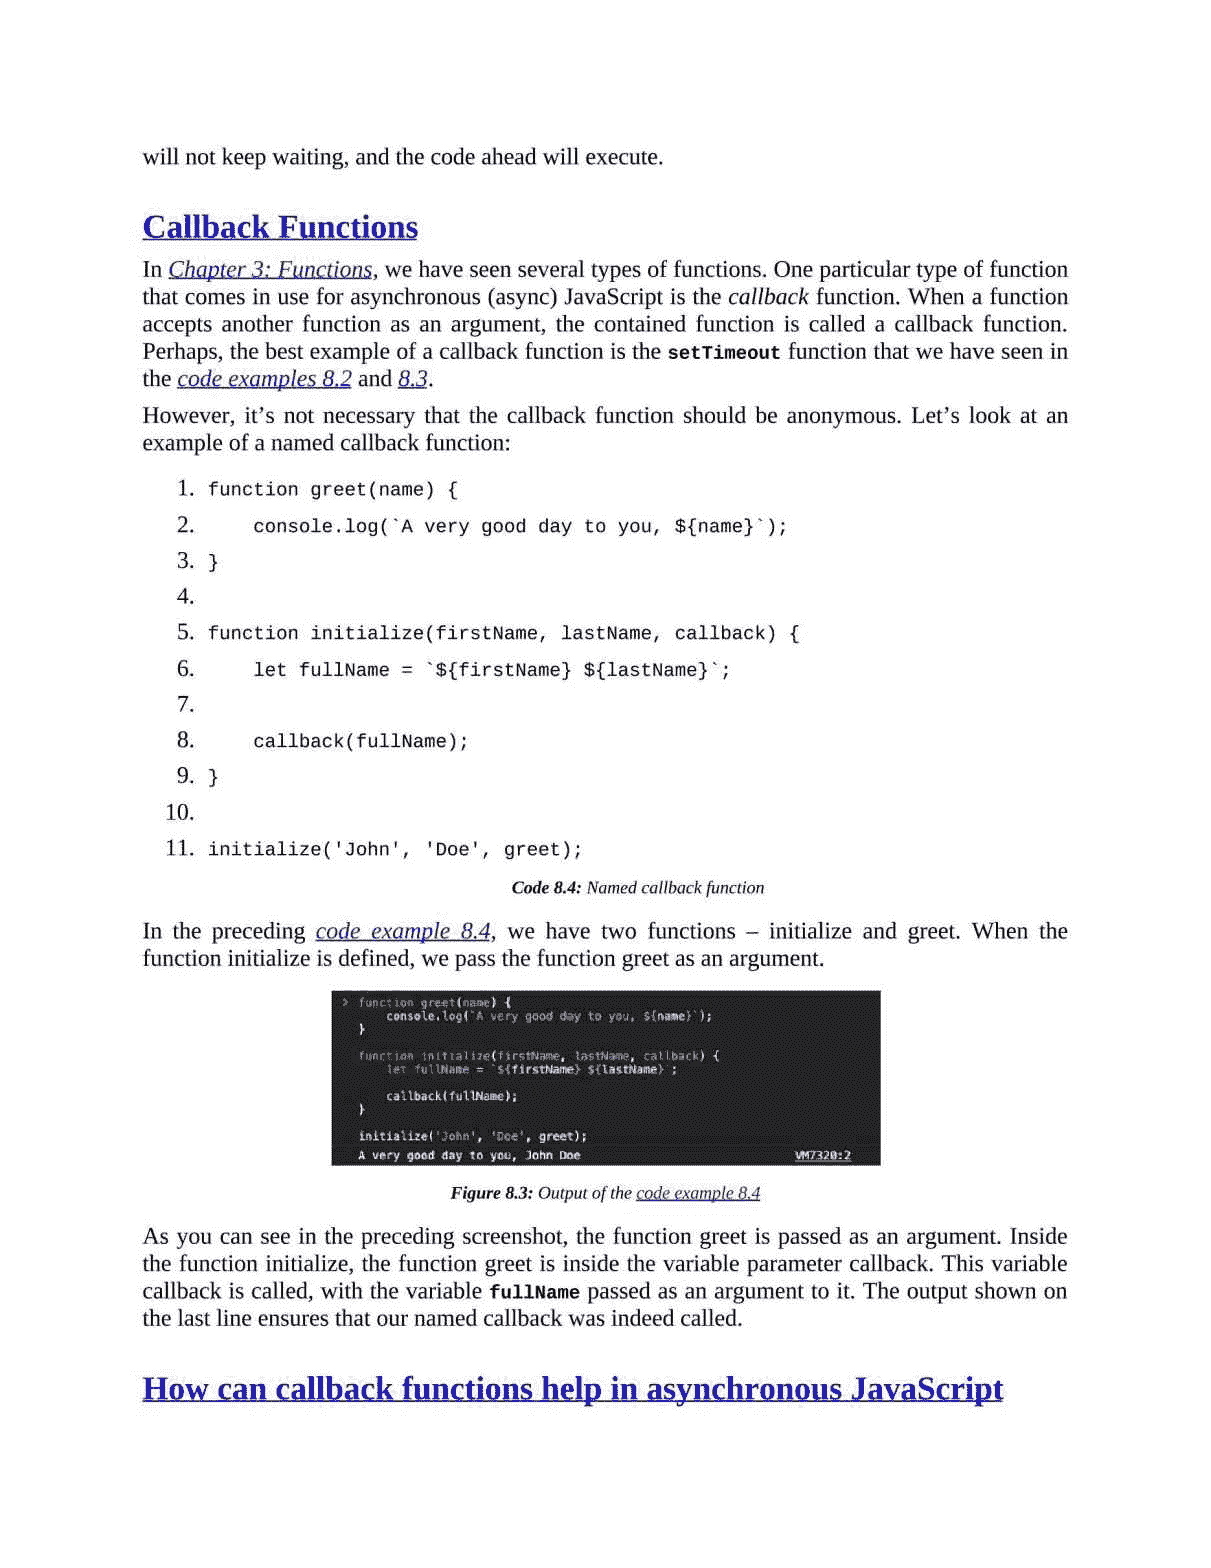 will not keep waiting, and the code ahead will execute.
Callback Functions
In Chapter 3: Functions, we have seen several types of functions. One particular type of function
that comes in use for asynchronous (async) JavaScript is the callback function. When a function
accepts another function as an argument, the contained function is called a callback function.
Perhaps, the best example of a callback function is the setTimeout function that we have seen in
the code examples 8.2 and 8.3.
However, it’s not necessary that the callback function should be anonymous. Let’s look at an
example of a named callback function:
1. function greet(name) {
2.     console.log(`A very good day to you, ${name}`);
3. }
4.
5. function initialize(firstName, lastName, callback) {
6.     let fullName = `${firstName} ${lastName}`;
7.
8.     callback(fullName);
9. }
10.
11. initialize('John', 'Doe', greet);
Code 8.4: Named callback function
In the preceding code example 8.4, we have two functions – initialize and greet. When the
function initialize is defined, we pass the function greet as an argument.
> function greet(name) {
console.log(`A very good day to you, ${name}`);
}
function initialize(firstName, lastName, callback) {
let fullName = `${firstName} ${lastName}`;
callback(fullName);
}
initialize('John', 'Doe', greet);
A very good day to you, John Doe VM7320:2
Figure 8.3: Output of the code example 8.4
As you can see in the preceding screenshot, the function greet is passed as an argument. Inside
the function initialize, the function greet is inside the variable parameter callback. This variable
callback is called, with the variable fullName passed as an argument to it. The output shown on
the last line ensures that our named callback was indeed called.
How can callback functions help in asynchronous JavaScript